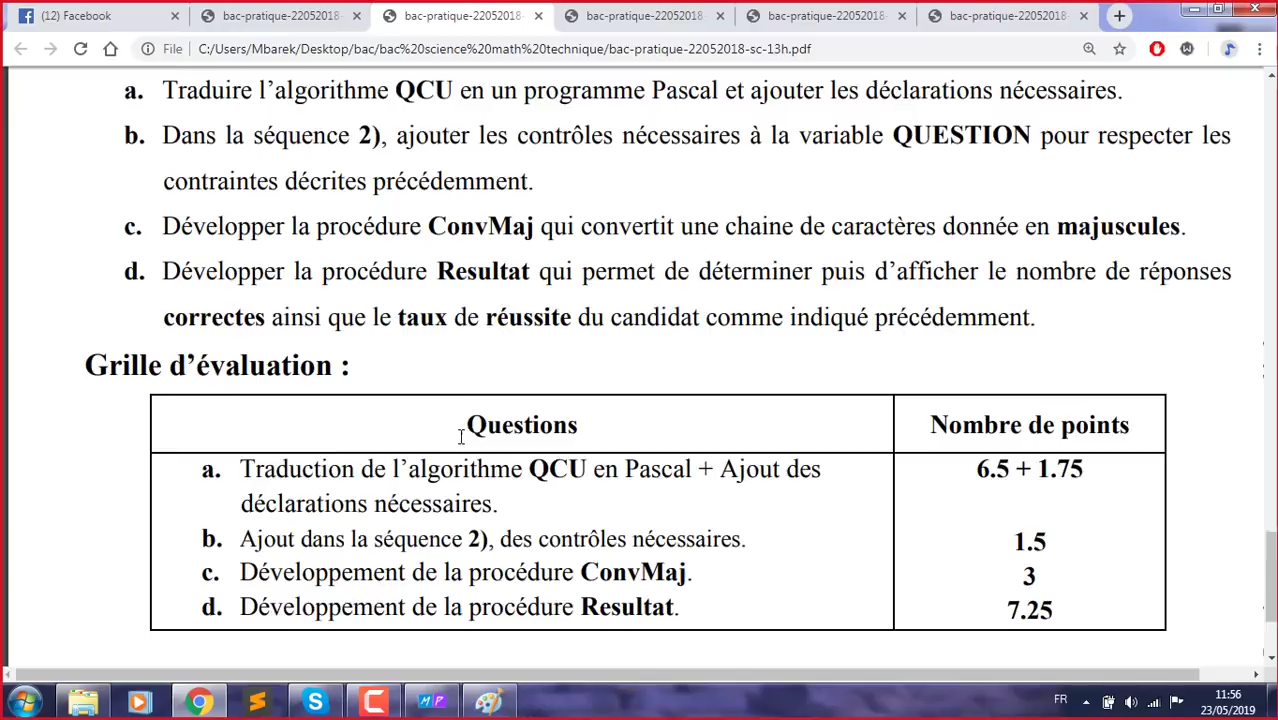 (12) Facebook
bac-pratique-22052018-
bac-pratique-22052018-
bac-pratique-22052018-
bac-pratique-22052018-
bac-pratique-22052018-
File C:/Users/Mbarek/Desktop/bac/bac%20science%20math%20technique/bac-pratique-22052018-sc-13h.pdf
a. Traduire l’algorithme QCU en un programme Pascal et ajouter les déclarations nécessaires.
b. Dans la séquence 2), ajouter les contrôles nécessaires à la variable QUESTION pour respecter les
contraintes décrites précédemment.
c. Développer la procédure ConvMaj qui convertit une chaine de caractères donnée en majuscules.
d. Développer la procédure Resultat qui permet de déterminer puis d’afficher le nombre de réponses
correctes ainsi que le taux de réussite du candidat comme indiqué précédemment.
Grille d’évaluation :
Questions Nombre de points
a. Traduction de l’algorithme QCU en Pascal + Ajout des 6.5 + 1.75
déclarations nécessaires.
b. Ajout dans la séquence 2), des contrôles nécessaires. 1.5
c. Développement de la procédure ConvMaj. 3
d. Développement de la procédure Resultat. 7.25
FR 11:56
23/05/2019